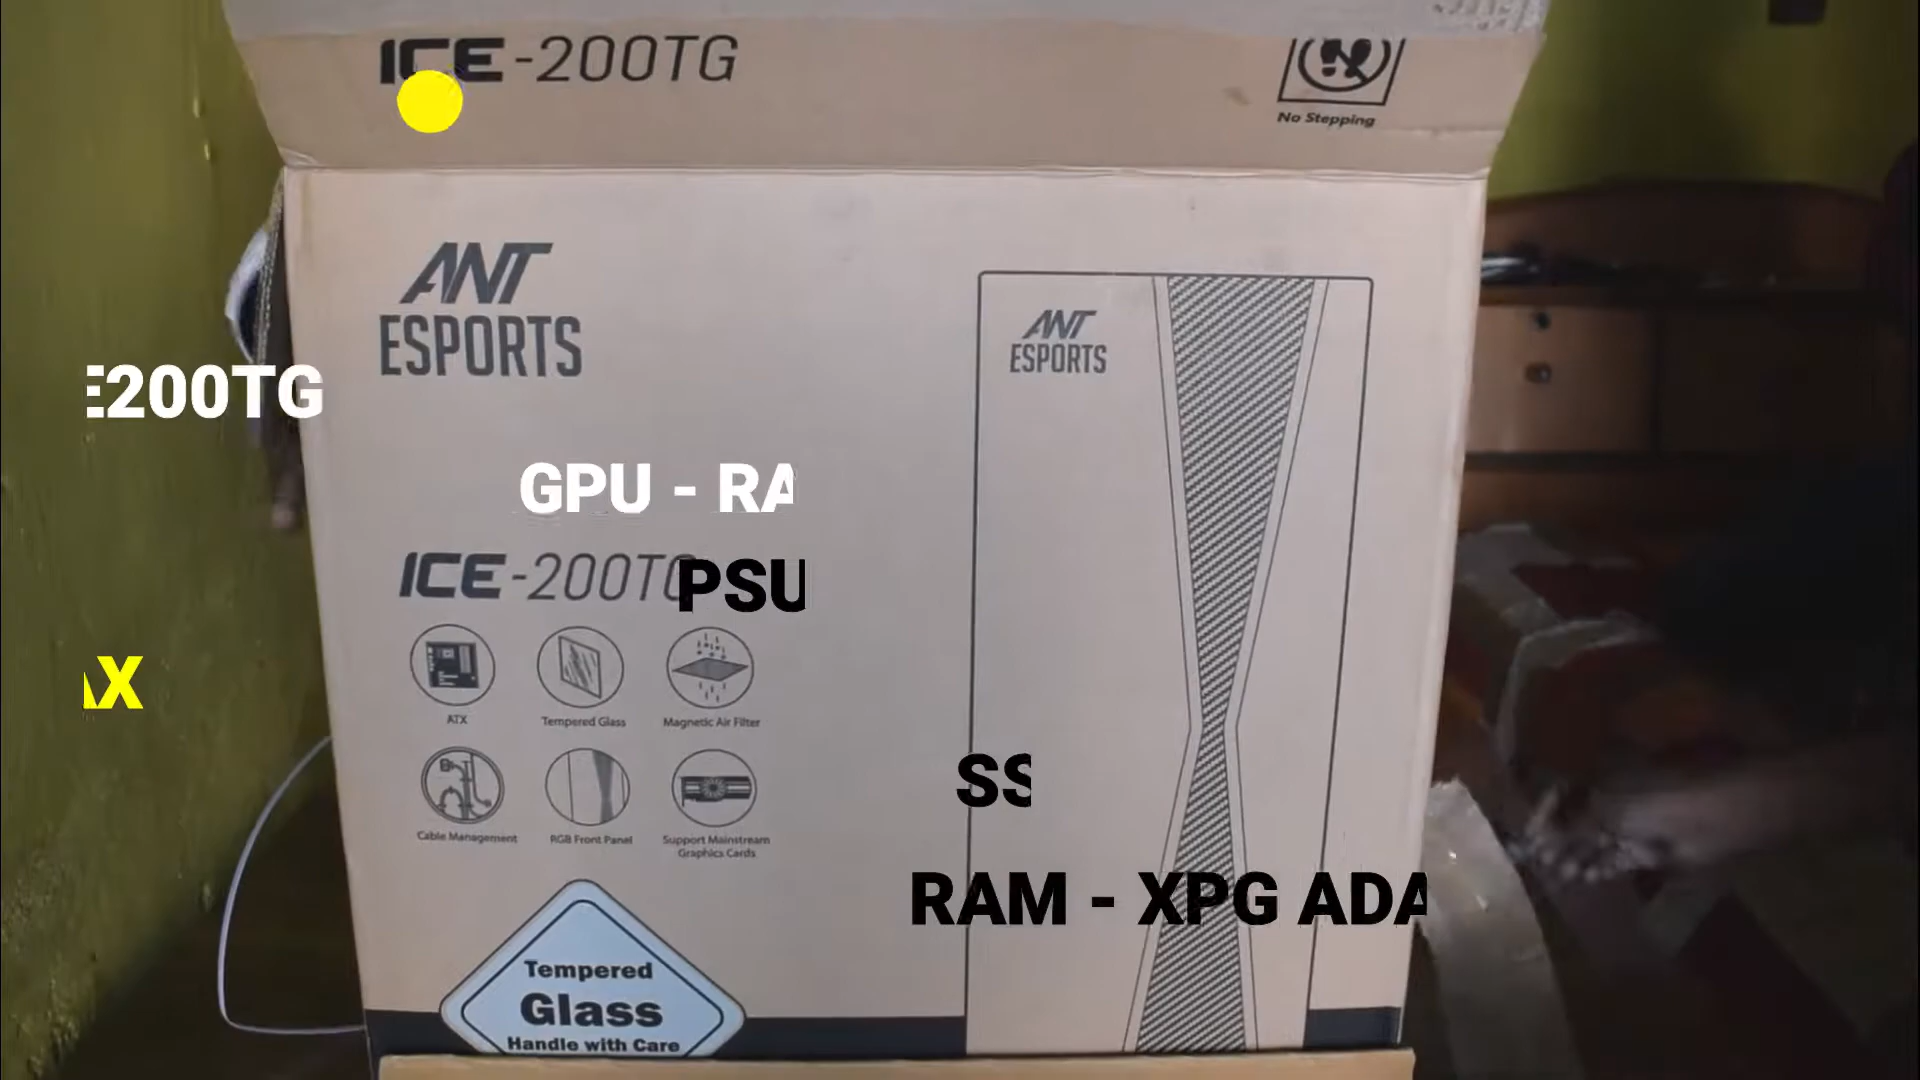 ICE-200TG
No Stepping
ANT
ESPORTS
ANT
ESPORTS
E200TG
GPU - RA
ICE-200TG
PSU
AX
ATX
Tempered Glass
Magnetic Air Filter
SS
Cable Management
RGB Front Panel
Support Mainstream
Graphics Cards
RAM - XPG ADA
Tempered
Glass
Handle with Care